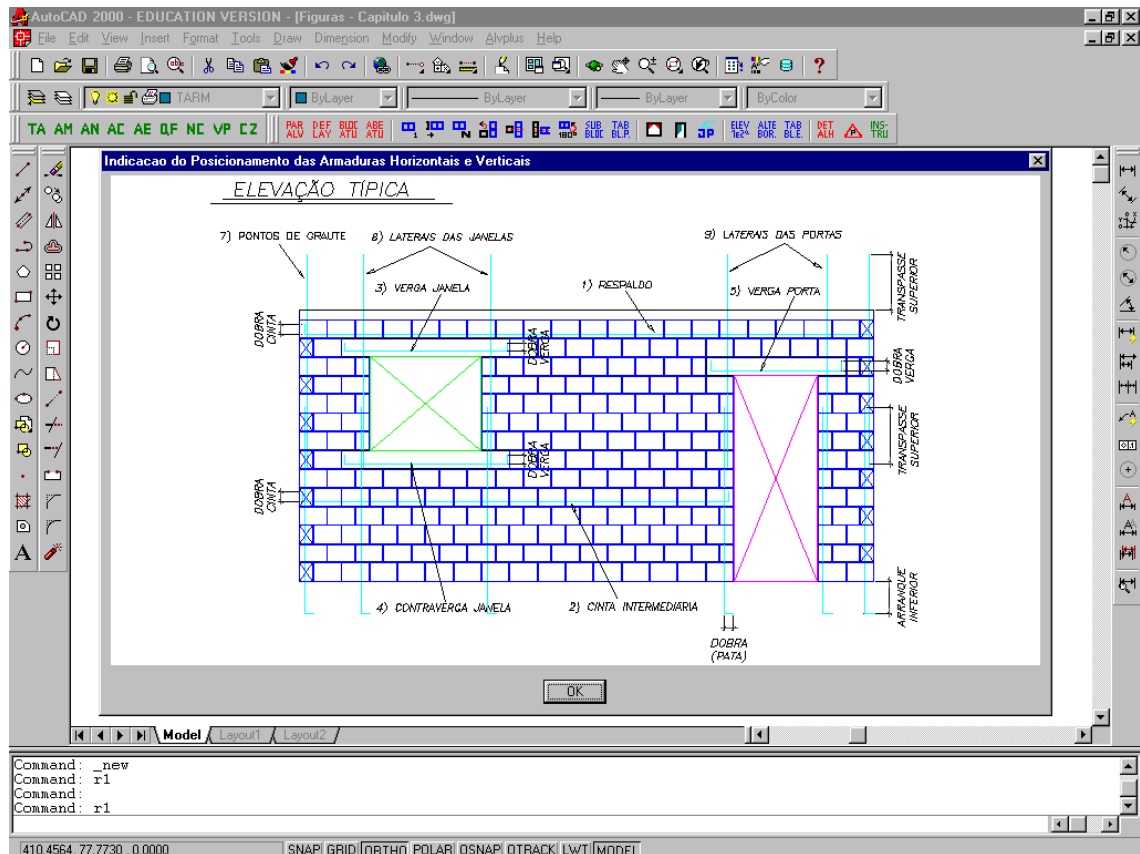 AutoCAD 2000 - EDUCATION VERSION - [Figuras - Capitulo 3.dwg]
File Edit View Insert Format Tools Draw Dimension Modify Window Alvplus Help
TARM ByLayer ByLayer ByLayer ByColor
TA AM AN AC AE QF NC VP CZ PAR ALV DEF LAY BLOC ATU ABE ATU 180° SUB BLOC TAB BL.P. JP ELEV 1e2ª ALTE BOR. TAB BL.E. DET ALH INS- TRU
Indicacao do Posicionamento das Armaduras Horizontais e Verticais
ELEVAÇÃO TÍPICA
7) PONTOS DE GRAUTE
8) LATERAIS DAS JANELAS
9) LATERAIS DAS PORTAS
3) VERGA JANELA
1) RESPALDO
5) VERGA PORTA
TRANSPASSE
SUPERIOR
DOBRA
CINTA
DOBRA
VERGA
DOBRA
VERGA
TRANSPASSE
SUPERIOR
DOBRA
VERGA
DOBRA
CINTA
4) CONTRAVERGA JANELA
2) CINTA INTERMEDIÁRIA
ARRANQUE
INFERIOR
DOBRA
(PATA)
OK
Model Layout1 Layout2
Command: _new
Command: r1
Command:
Command: r1
410.4564, 77.7730 , 0.0000 SNAP GRID ORTHO POLAR OSNAP OTRACK LWT MODEL